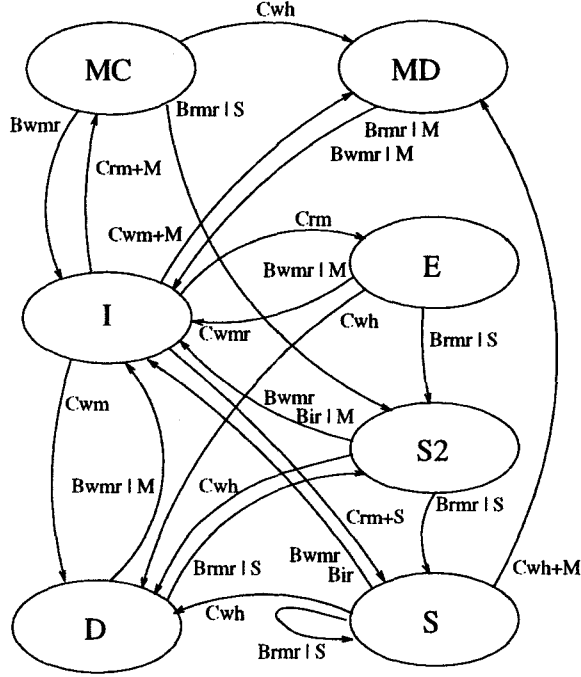 Cwh
MC
MD
Bwmr
Brmr | S
Brmr | M
Bwmr | M
Crm+M
Cwm+M
Crm
Bwmr | M
E
I
Cwmr
Cwh
Brmr | S
Cwm
Bwmr
Bir | M
S2
Bwmr | M
Cwh
Crm+S
Brmr | S
Brmr | S
Bwmr
Bir
Cwh+M
D
Cwh
S
Brmr | S